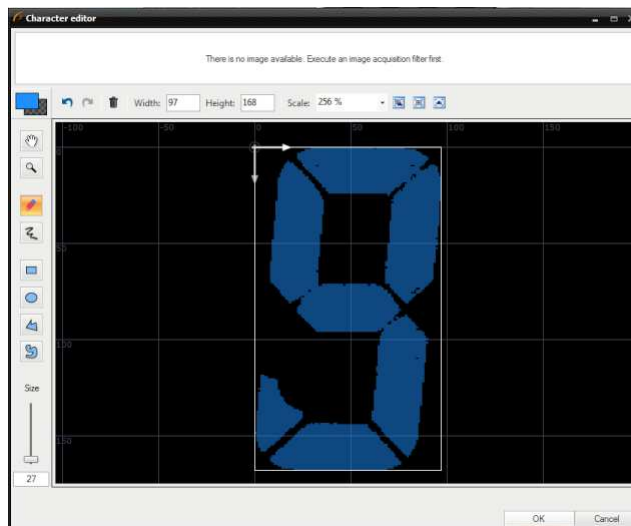 Character editor
There is no image available. Execute an image acquisition filter first.
Width: 97 Height: 168 Scale: 256 %
-100 -50 0 50 100 150
0
50
100
150
9
Size
27
OK Cancel